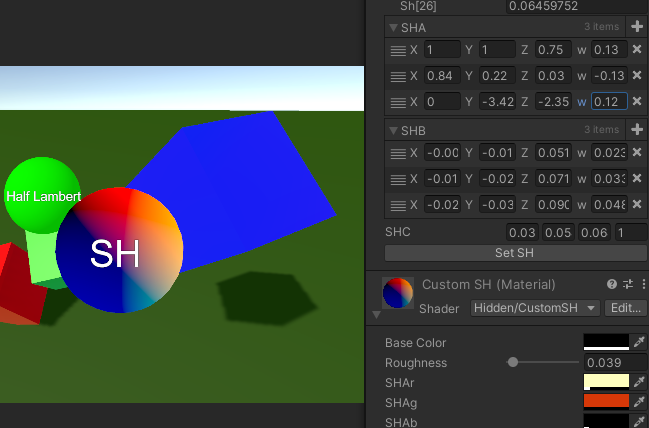 Sh[26] 0.06459752
SHA 3 items
X 1 Y 1 Z 0.75 w 0.13
X 0.84 Y 0.22 Z 0.03 w -0.13
X 0 Y -3.42 Z -2.35 w 0.12
SHB 3 items
X -0.00 Y -0.01 Z 0.051 w 0.023
X -0.01 Y -0.02 Z 0.071 w 0.033
X -0.02 Y -0.03 Z 0.090 w 0.048
SHC 0.03 0.05 0.06 1
Set SH
Half Lambert
SH
Custom SH (Material)
Shader Hidden/CustomSH Edit...
Base Color
Roughness 0.039
SHAr
SHAg
SHAb